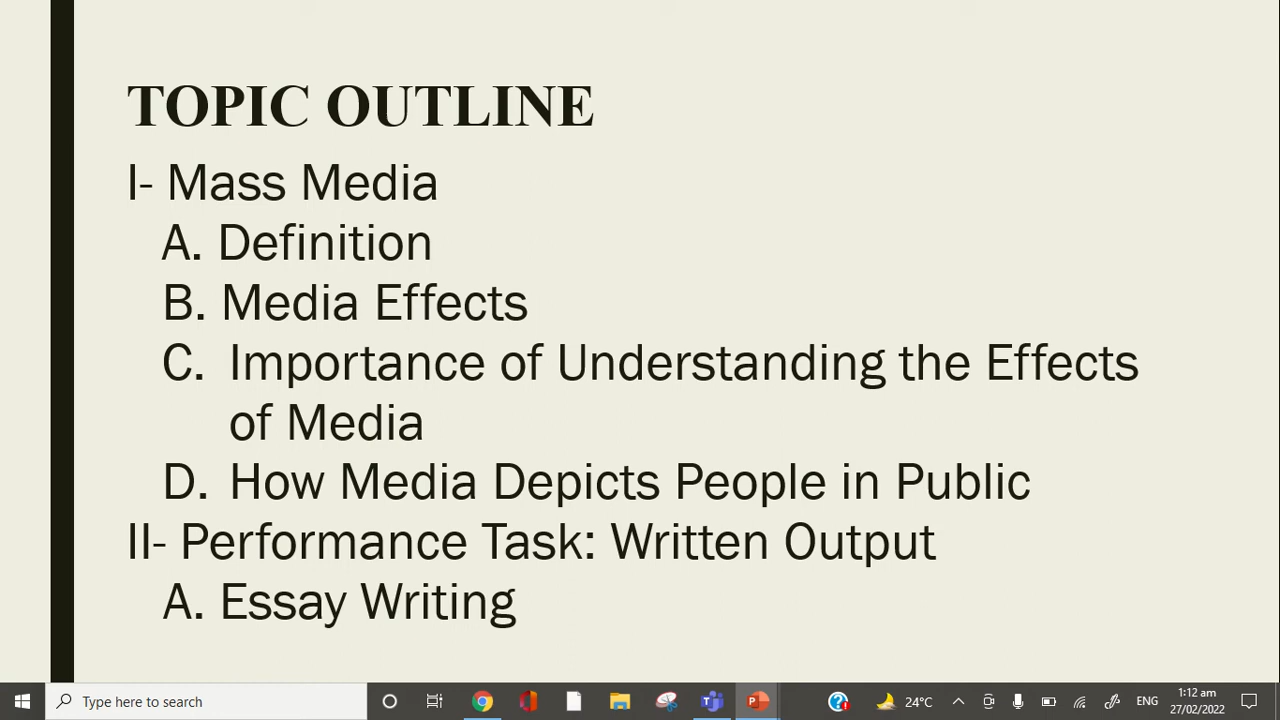 TOPIC OUTLINE
I- Mass Media
A. Definition
B. Media Effects
C. Importance of Understanding the Effects
of Media
D. How Media Depicts People in Public
II- Performance Task: Written Output
A. Essay Writing
Type here to search
24°C
ENG
1:12 am
27/02/2022